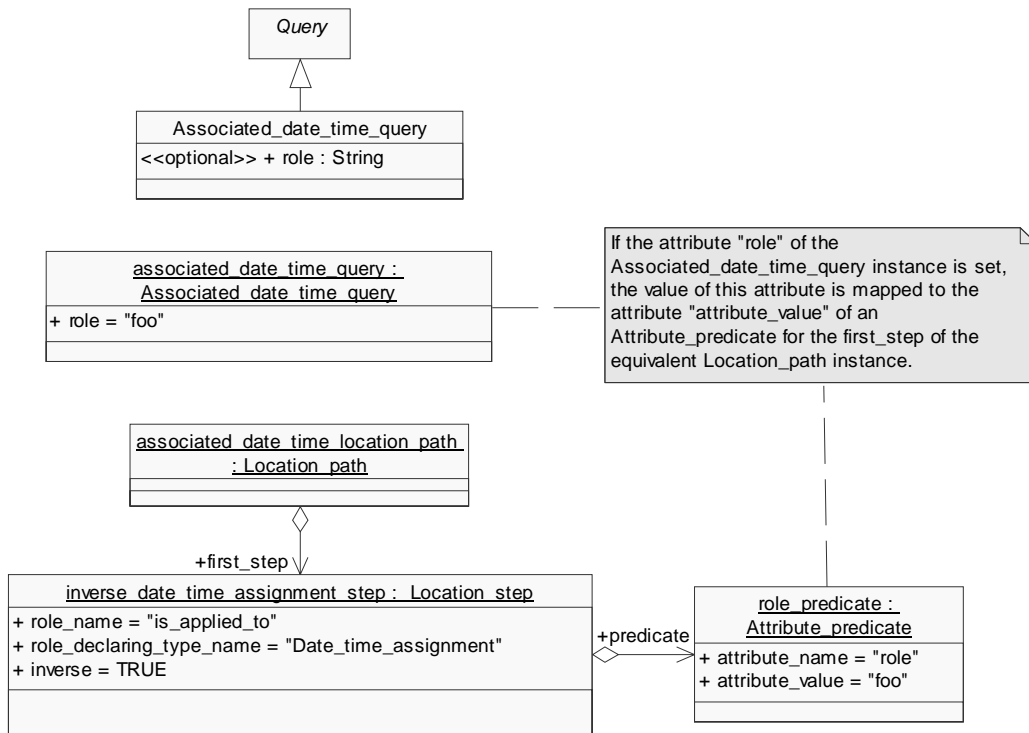 Query
Associated_date_time_query
<<optional>> + role : String
associated_date_time_query :
Associated_date_time_query
+ role = "foo"
If the attribute "role" of the
Associated_date_time_query instance is set,
the value of this attribute is mapped to the
attribute "attribute_value" of an
Attribute_predicate for the first_step of the
equivalent Location_path instance.
associated_date_time_location_path
: Location_path
+first_step
inverse_date_time_assignment_step : Location_step
+ role_name = "is_applied_to"
+ role_declaring_type_name = "Date_time_assignment"
+ inverse = TRUE
+predicate
role_predicate :
Attribute_predicate
+ attribute_name = "role"
+ attribute_value = "foo"